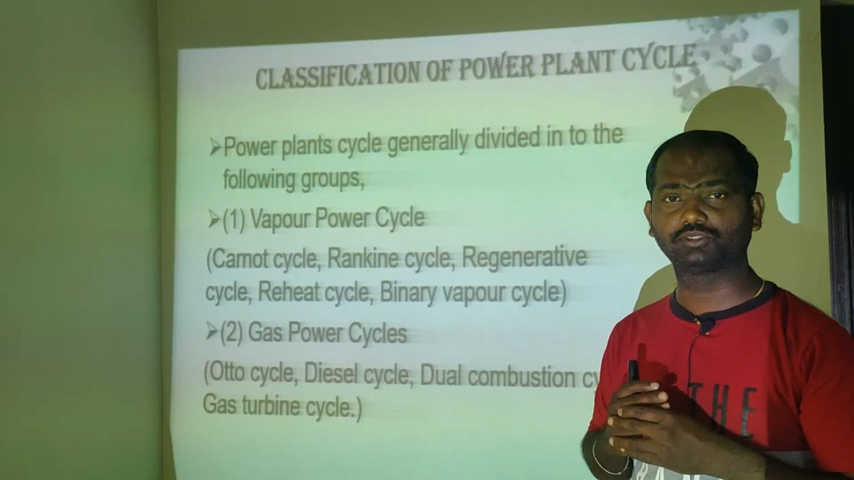 CLASSIFICATION OF POWER PLANT CYCLE
➢Power plants cycle generally divided in to the
following groups,
➢(1) Vapour Power Cycle
(Carnot cycle, Rankine cycle, Regenerative
cycle, Reheat cycle, Binary vapour cycle)
➢(2) Gas Power Cycles
(Otto cycle, Diesel cycle, Dual combustion
Gas turbine cycle.)
THE